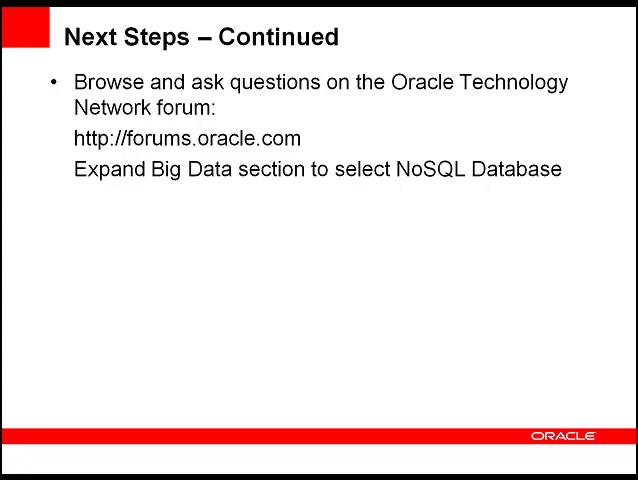 Next Steps – Continued
• Browse and ask questions on the Oracle Technology
Network forum:
http://forums.oracle.com
Expand Big Data section to select NoSQL Database
ORACLE